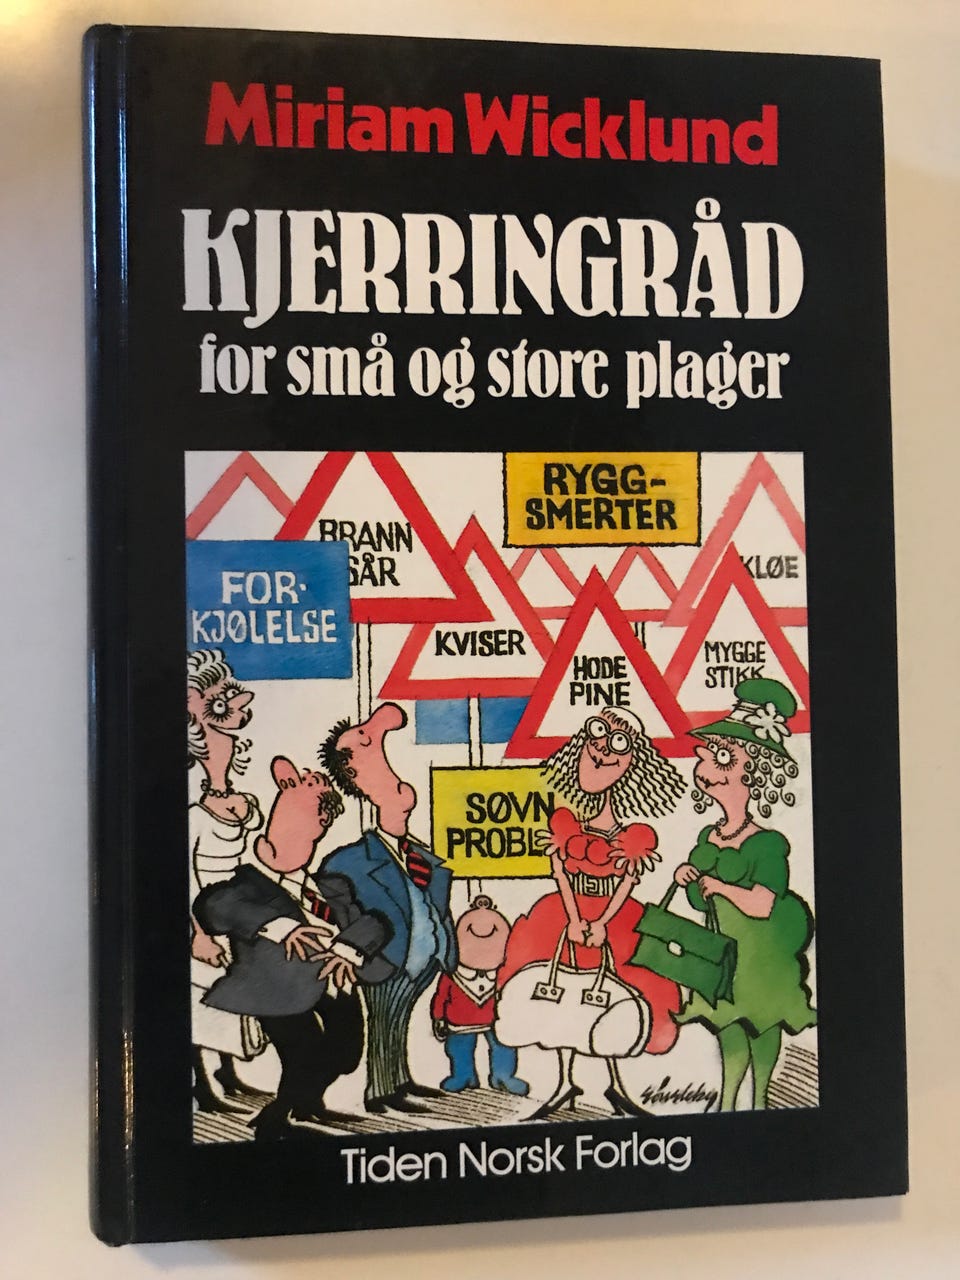 Miriam Wicklund
KJERRINGRÅD
for små og store plager
RYGG-
SMERTER
BRANN
SÅR
KLØE
FOR-
KJØLELSE
KVISER
HODE
PINE
MYGGE
STIKK
SØVN
PROBL
Tiden Norsk Forlag